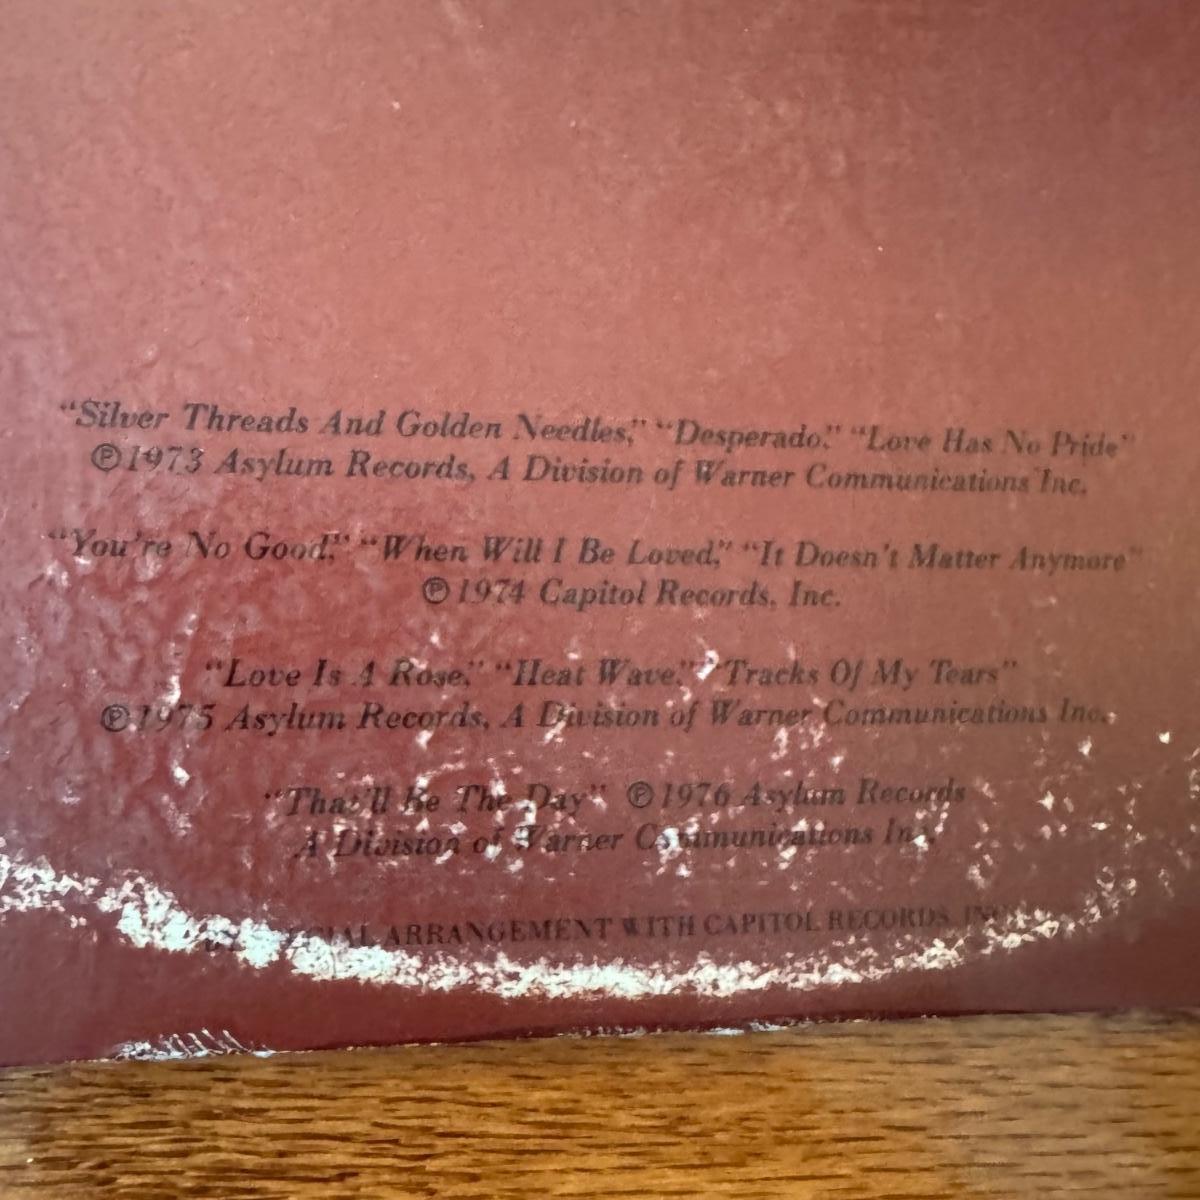 "Silver Threads And Golden Needles," "Desperado," "Love Has No Pride"
℗1973 Asylum Records, A Division of Warner Communications Inc.
"You're No Good," "When Will I Be Loved," "It Doesn't Matter Anymore"
℗1974 Capitol Records, Inc.
"Love Is A Rose," "Heat Wave," "Tracks Of My Tears"
℗1975 Asylum Records, A Division of Warner Communications Inc.
"That'll Be The Day" ℗1976 Asylum Records
A Division of Warner Communications Inc.
ARRANGEMENT WITH CAPITOL RECORDS, INC.